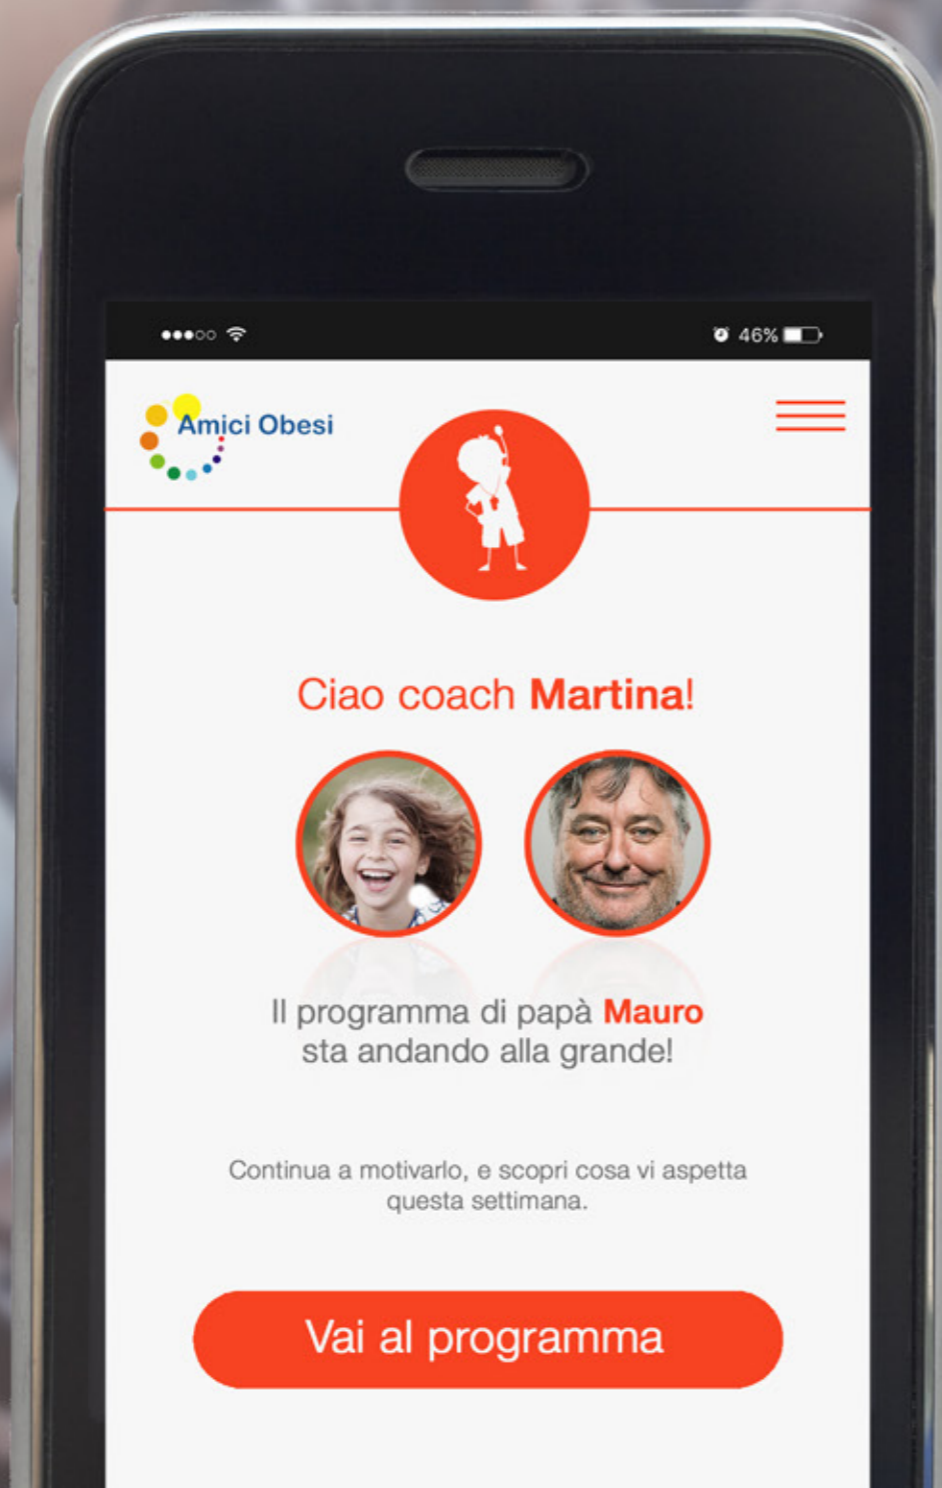 46%
Amici Obesi
Ciao coach Martina!
Il programma di papà Mauro
sta andando alla grande!
Continua a motivarlo, e scopri cosa vi aspetta
questa settimana.
Vai al programma